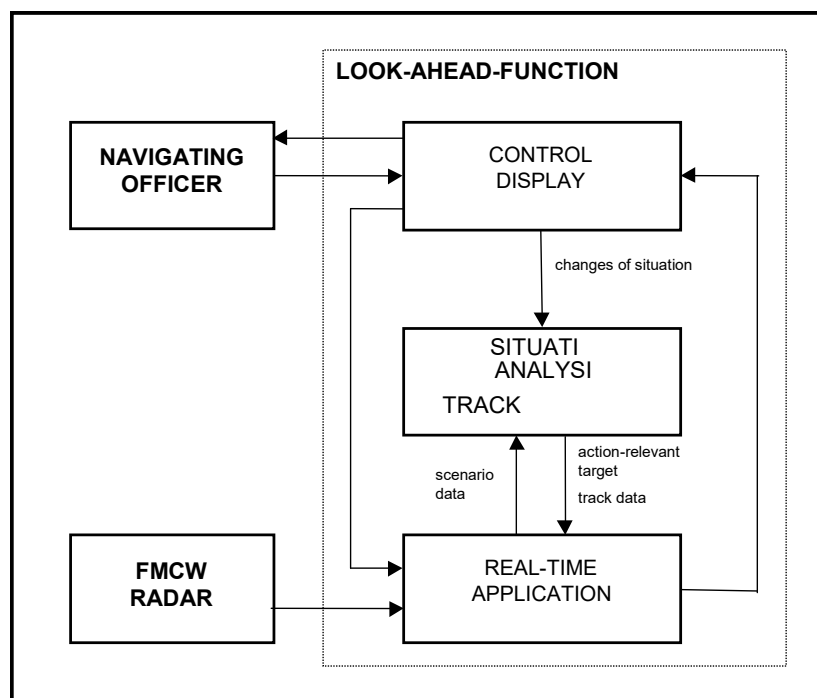 LOOK-AHEAD-FUNCTION
NAVIGATING
OFFICER
CONTROL
DISPLAY
changes of situation
SITUATI
ANALYSI
TRACK
scenario
data
action-relevant
target
track data
FMCW
RADAR
REAL-TIME
APPLICATION